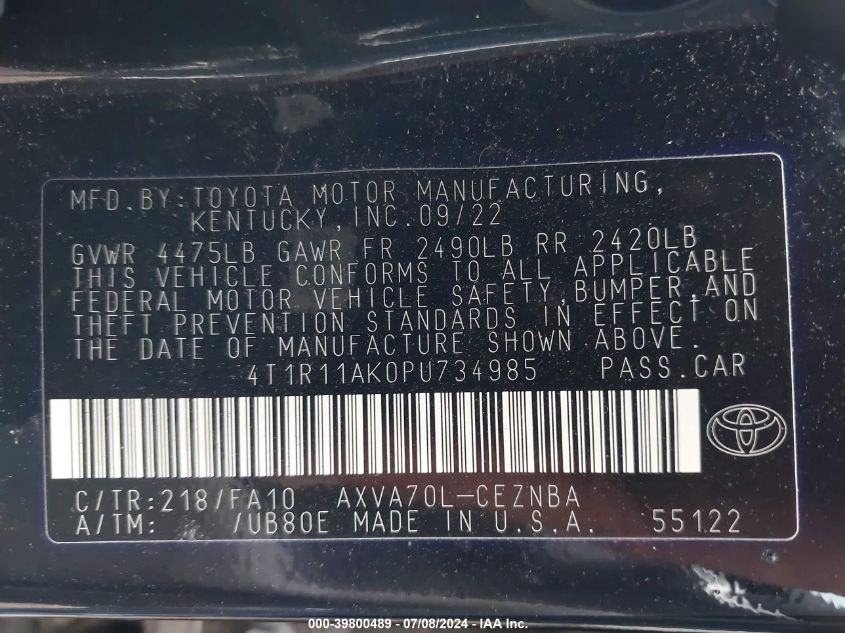 MFD. BY: TOYOTA MOTOR MANUFACTURING,
KENTUCKY, INC. 09/22
GVWR 4475LB GAWR FR 2490LB RR 2420LB
THIS VEHICLE CONFORMS TO ALL APPLICABLE
FEDERAL MOTOR VEHICLE SAFETY, BUMPER, AND
THEFT PREVENTION STANDARDS IN EFFECT ON
THE DATE OF MANUFACTURE SHOWN ABOVE.
4T1R11AK0PU734985 PASS.CAR
C/TR:218/FA10 AXVA70L-CEZNBA
A/TM: /UB80E MADE IN U.S.A. 55122
000-39800489 - 07/08/2024 - IAA Inc.